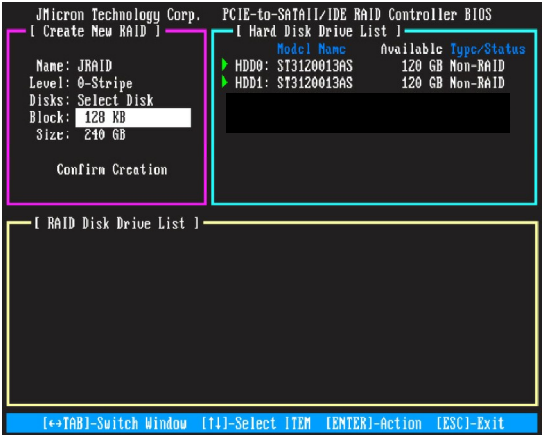 JMicron Technology Corp. PCIE-to-SATAII/IDE RAID Controller BIOS
[ Create New RAID ]
Name: JRAID
Level: 0-Stripe
Disks: Select Disk
Block: 128 KB
Size: 240 GB
Confirm Creation
[ Hard Disk Drive List ]
Model Name Available Type/Status
HDD0: ST3120013AS 120 GB Non-RAID
HDD1: ST3120013AS 120 GB Non-RAID
[ RAID Disk Drive List ]
[↔TAB]-Switch Window [↑↓]-Select ITEM [ENTER]-Action [ESC]-Exit